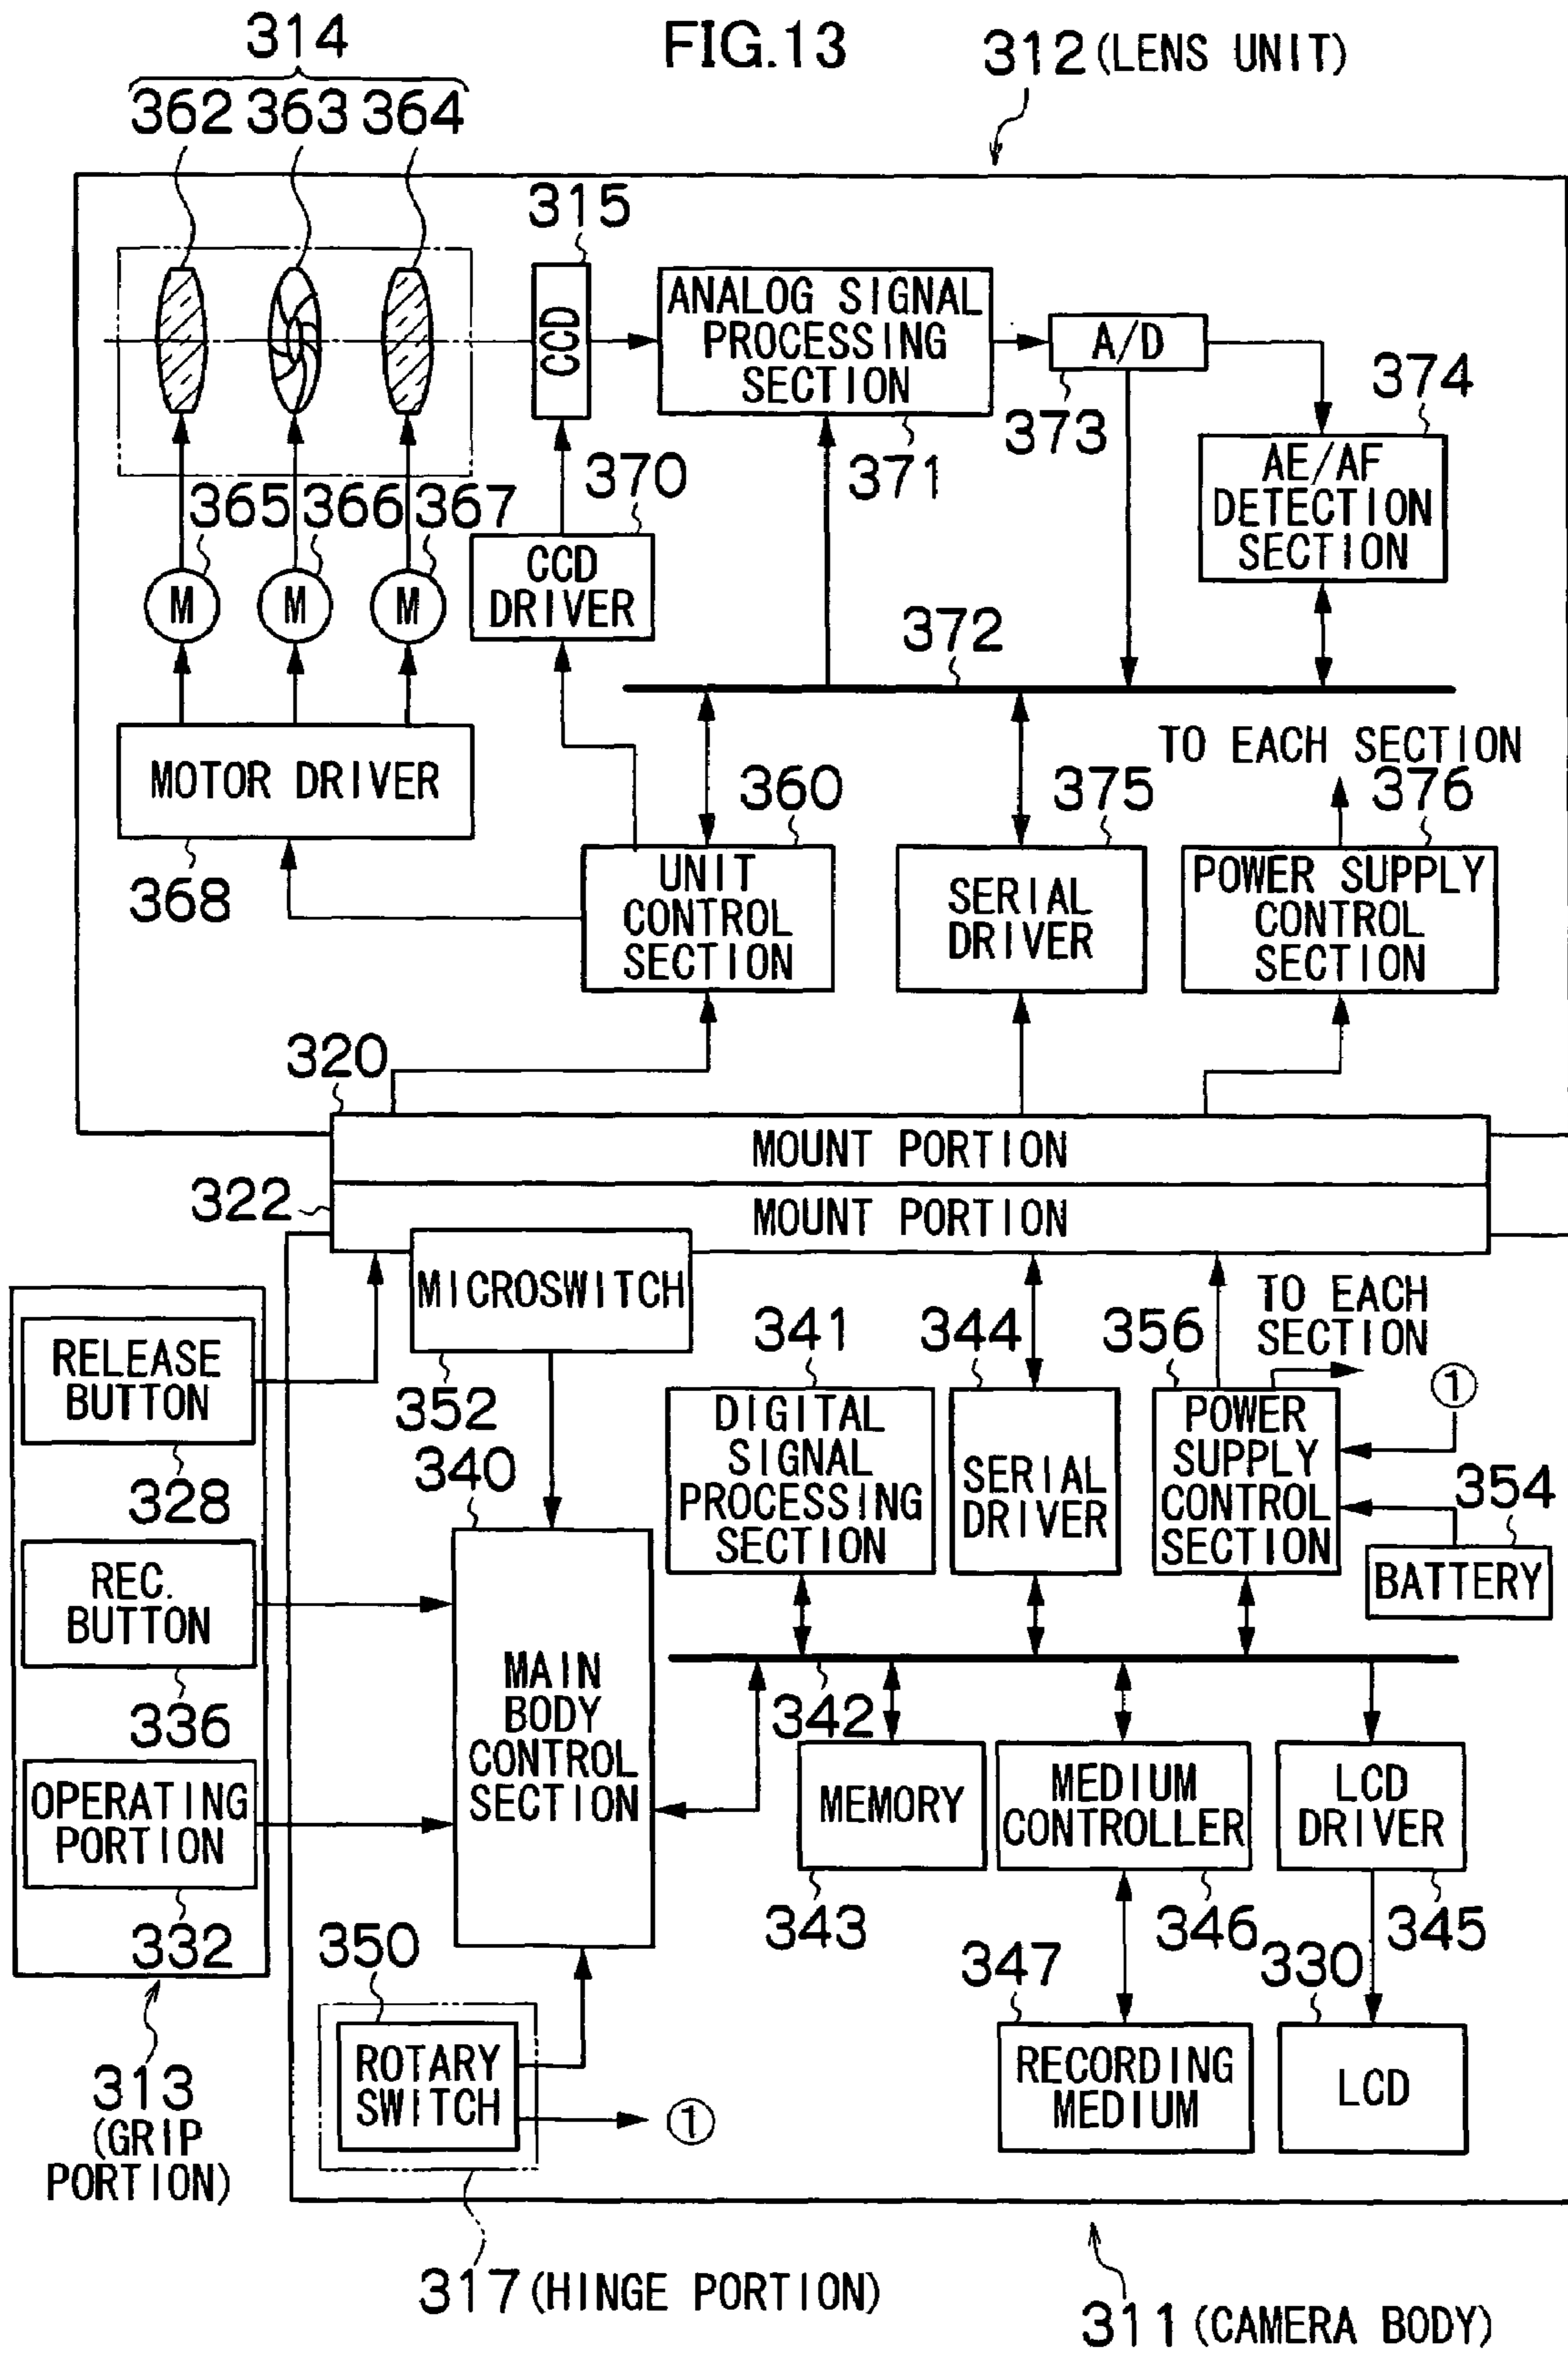 FIG.13
314
312 (LENS UNIT)
362 363 364
315
CCD
ANALOG SIGNAL
PROCESSING
SECTION
A/D
373
374
371
370
AE/AF
DETECTION
SECTION
365 366 367
M M M
CCD
DRIVER
372
TO EACH SECTION
MOTOR DRIVER
368
360
375
376
UNIT
CONTROL
SECTION
SERIAL
DRIVER
POWER SUPPLY
CONTROL
SECTION
320
MOUNT PORTION
322
MOUNT PORTION
MICROSWITCH
352
TO EACH
SECTION
RELEASE
BUTTON
328
341
344
356
①
340
DIGITAL
SIGNAL
PROCESSING
SECTION
SERIAL
DRIVER
POWER
SUPPLY
CONTROL
SECTION
354
BATTERY
REC.
BUTTON
336
MAIN
BODY
CONTROL
SECTION
342
OPERATING
PORTION
332
MEMORY
343
MEDIUM
CONTROLLER
346
LCD
DRIVER
345
350
347
330
ROTARY
SWITCH
①
RECORDING
MEDIUM
LCD
313
(GRIP
PORTION)
317 (HINGE PORTION)
311 (CAMERA BODY)